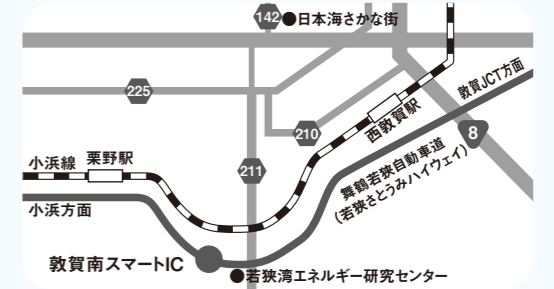 142
●日本海さかな街
225
敦賀JCT方面
西敦賀駅
210
8
小浜線
栗野駅
211
舞鶴若狭自動車道
(若狭さとうみハイウェイ)
小浜方面
敦賀南スマートIC
●若狭湾エネルギー研究センター